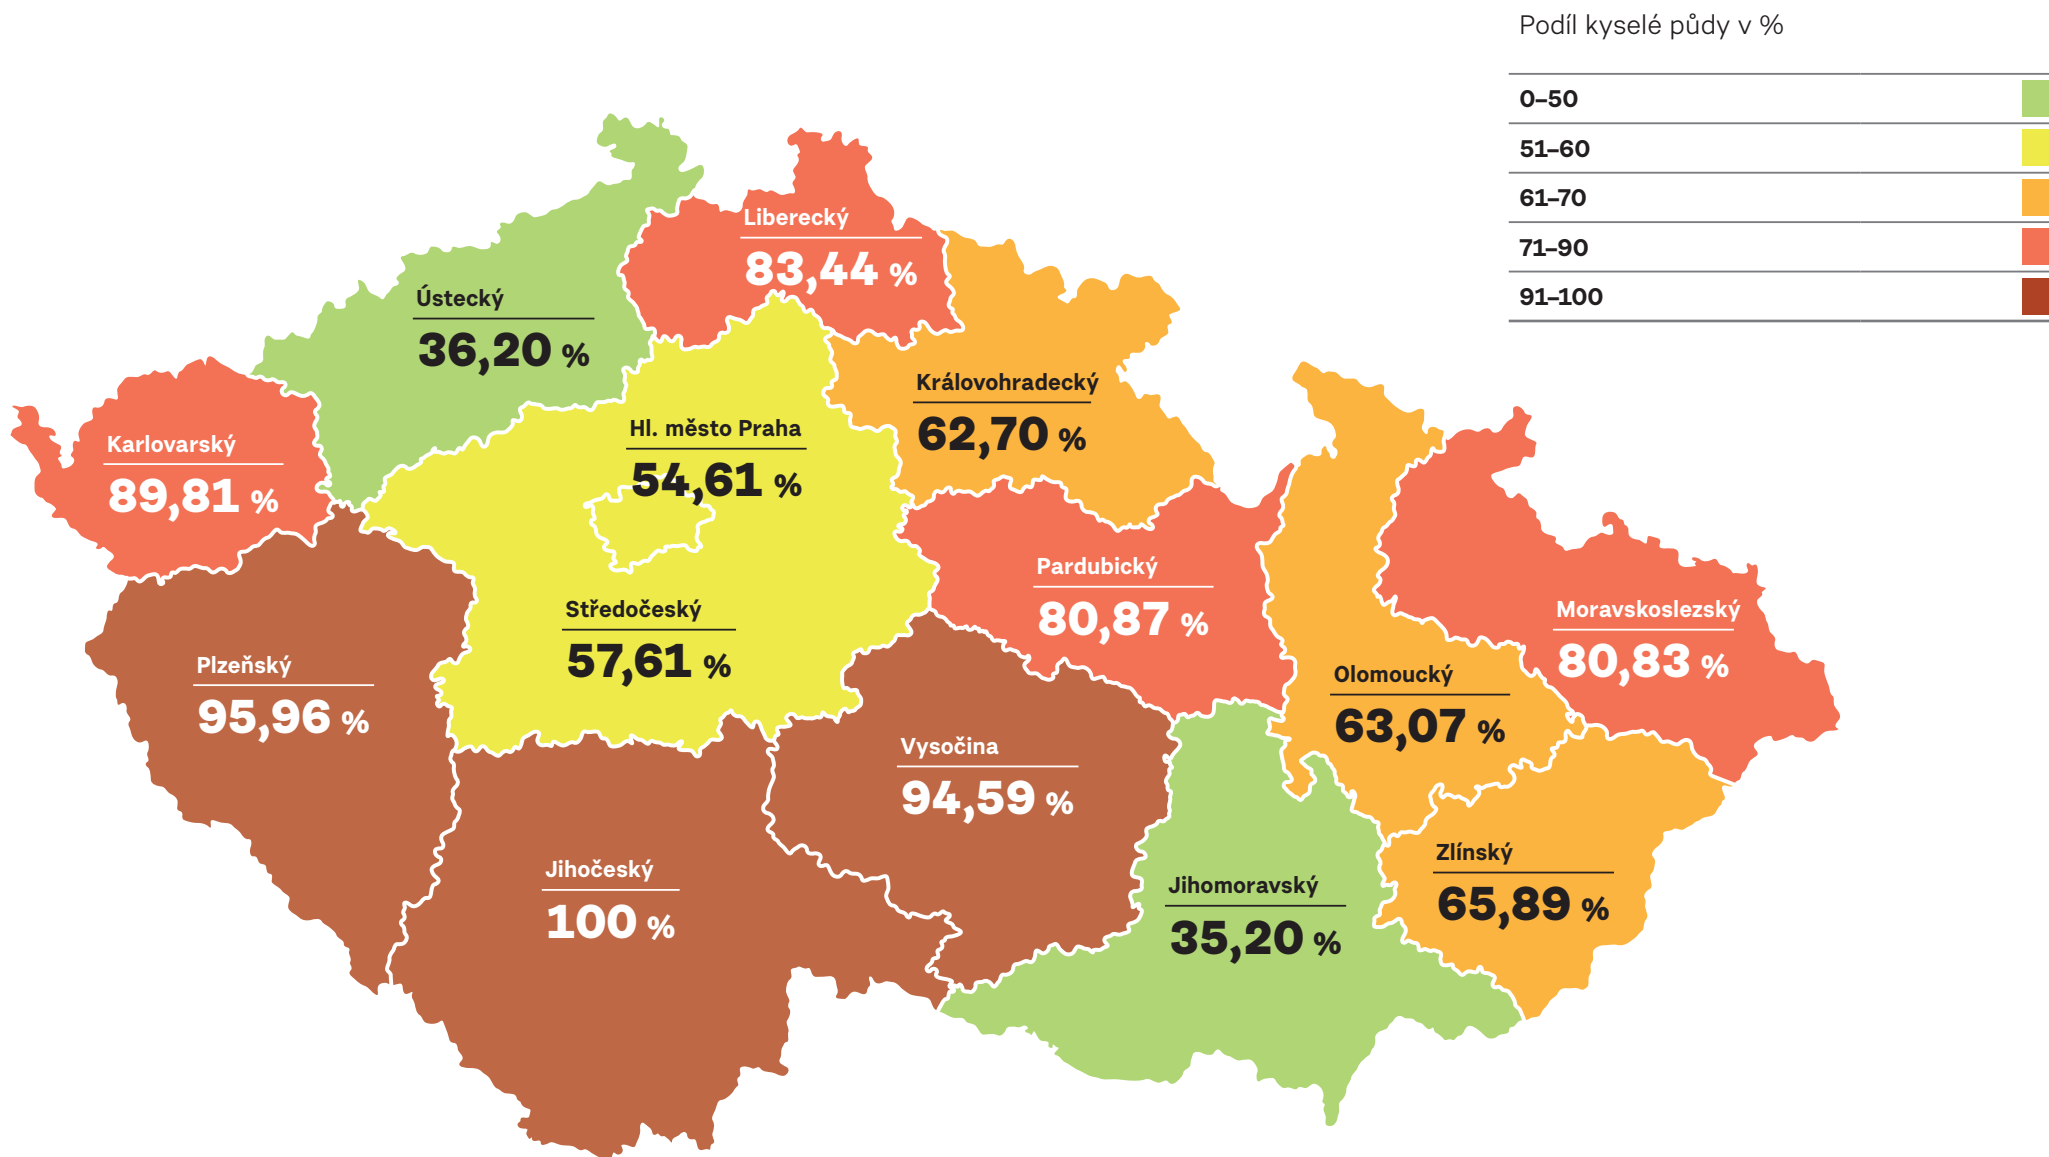 Podíl kyselé půdy v %
0–50
51–60
61–70
71–90
91–100
Liberecký
83,44 %
Ústecký
36,20 %
Královohradecký
62,70 %
Hl. město Praha
54,61 %
Karlovarský
89,81 %
Pardubický
80,87 %
Středočeský
57,61 %
Moravskoslezský
80,83 %
Plzeňský
95,96 %
Olomoucký
63,07 %
Vysočina
94,59 %
Zlínský
65,89 %
Jihočeský
100 %
Jihomoravský
35,20 %